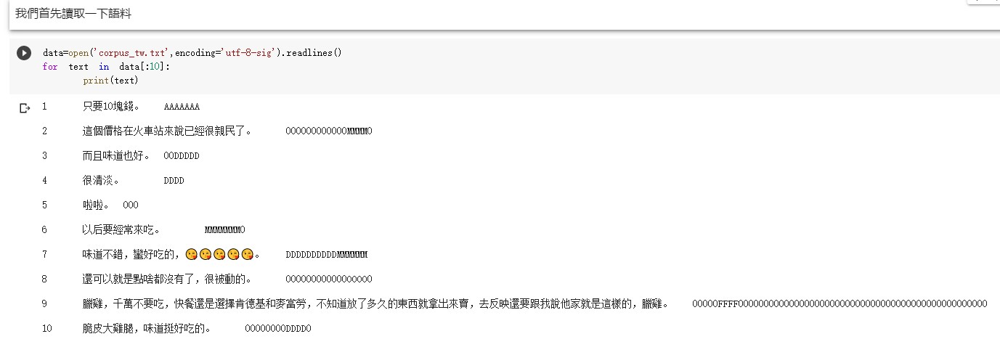 我們首先讀取一下語料
data=open('corpus_tw.txt',encoding='utf-8-sig').readlines()
for text in data[:10]:
print(text)
1 只要10塊錢。 AAAAAAA
2 這個價格在火車站來說已經很親民了。 OOOOOOOOOOOOMMMMO
3 而且味道也好。 OODDDDD
4 很清淡。 DDDD
5 啦啦。 OOO
6 以后要經常來吃。 MMMMMMMO
7 味道不錯，蠻好吃的，😘😘😘😘😘。 DDDDDDDDDDMMMMMM
8 還可以就是點啥都沒有了，很被動的。 OOOOOOOOOOOOOOOOO
9 臘雞，千萬不要吃，快餐還是選擇肯德基和麥當勞，不知道放了多久的東西就拿出來賣，去反映還要跟我說他家就是這樣的，臘雞。 OOOOOFFFFOOOOOOOOOOOOOOOOOOOOOOOOOOOOOOOOOOOOOOOOOOOOOOOOO
10 脆皮大雞腿，味道挺好吃的。 OOOOOOOODDDDO